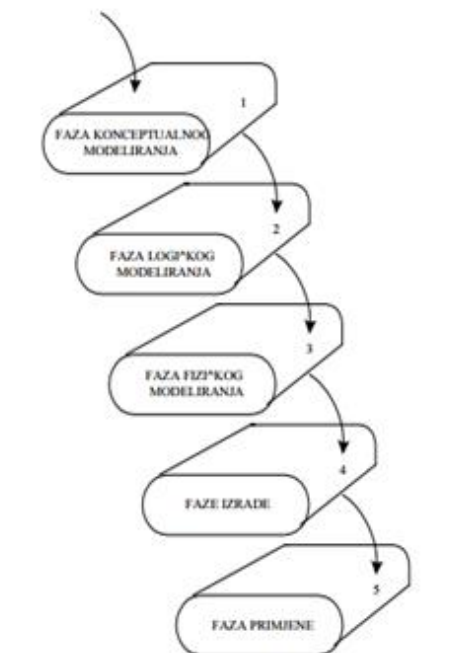 1
FAZA KONCEPTUALNOG
MODELIRANJA
2
FAZA LOGI*KOG
MODELIRANJA
3
FAZA FIZI*KOG
MODELIRANJA
4
FAZE IZRADE
5
FAZA PRIMJENE